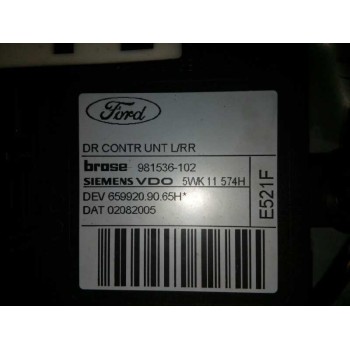 Ford
DR CONTR UNT L/RR
brose 981536-102
SIEMENS VDO 5WK 11 574H
DEV 659920.90.65H*
DAT 02082005
E521F